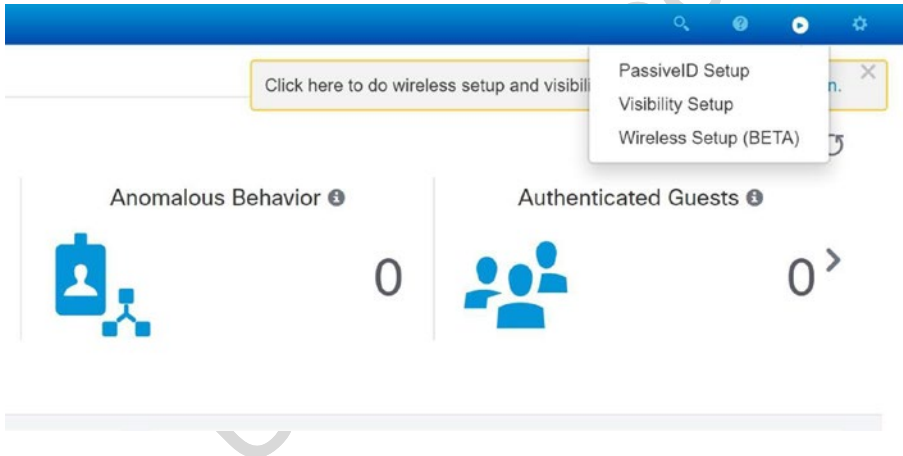 PassiveID Setup
Visibility Setup
Wireless Setup (BETA)
Click here to do wireless setup and visibili n.
Anomalous Behavior
Authenticated Guests
0
0